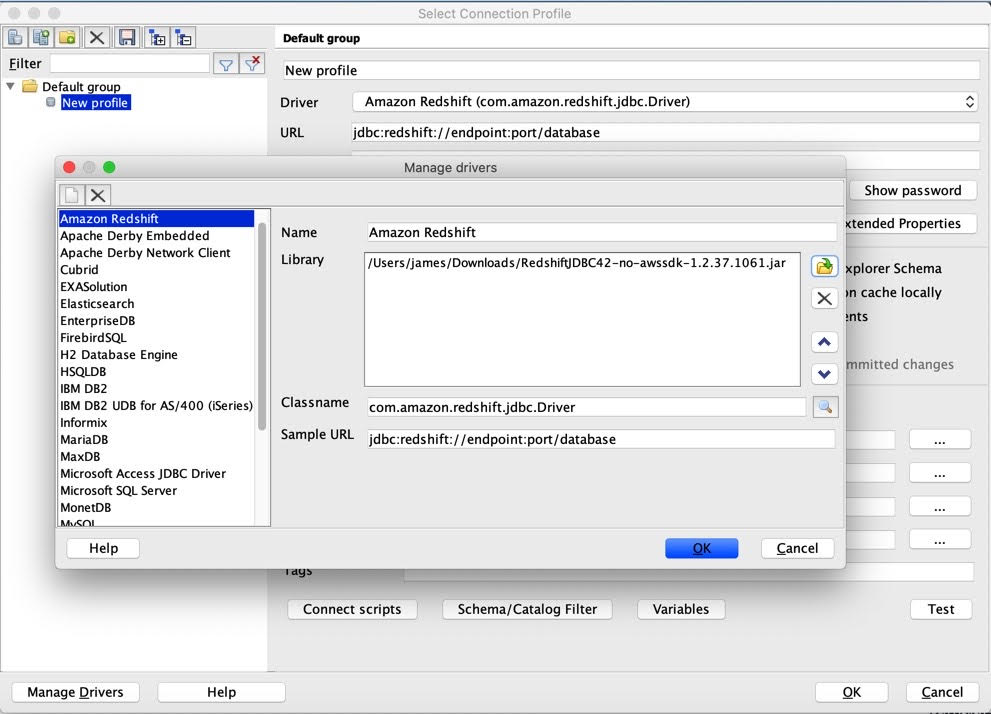 Select Connection Profile
Default group
Filter
Default group
New profile
New profile
Driver
Amazon Redshift (com.amazon.redshift.jdbc.Driver)
URL
jdbc:redshift://endpoint:port/database
Show password
xtended Properties
xplorer Schema
on cache locally
ents
mmitted changes
...
...
...
...
Manage drivers
Amazon Redshift
Apache Derby Embedded
Apache Derby Network Client
Cubrid
EXASolution
Elasticsearch
EnterpriseDB
FirebirdSQL
H2 Database Engine
HSQLDB
IBM DB2
IBM DB2 UDB for AS/400 (iSeries)
Informix
MariaDB
MaxDB
Microsoft Access JDBC Driver
Microsoft SQL Server
MonetDB
MySQL
Name
Amazon Redshift
Library
/Users/james/Downloads/RedshiftJDBC42-no-awssdk-1.2.37.1061.jar
Classname
com.amazon.redshift.jdbc.Driver
Sample URL
jdbc:redshift://endpoint:port/database
Help
OK
Cancel
Tags
Connect scripts
Schema/Catalog Filter
Variables
Test
Manage Drivers
Help
OK
Cancel